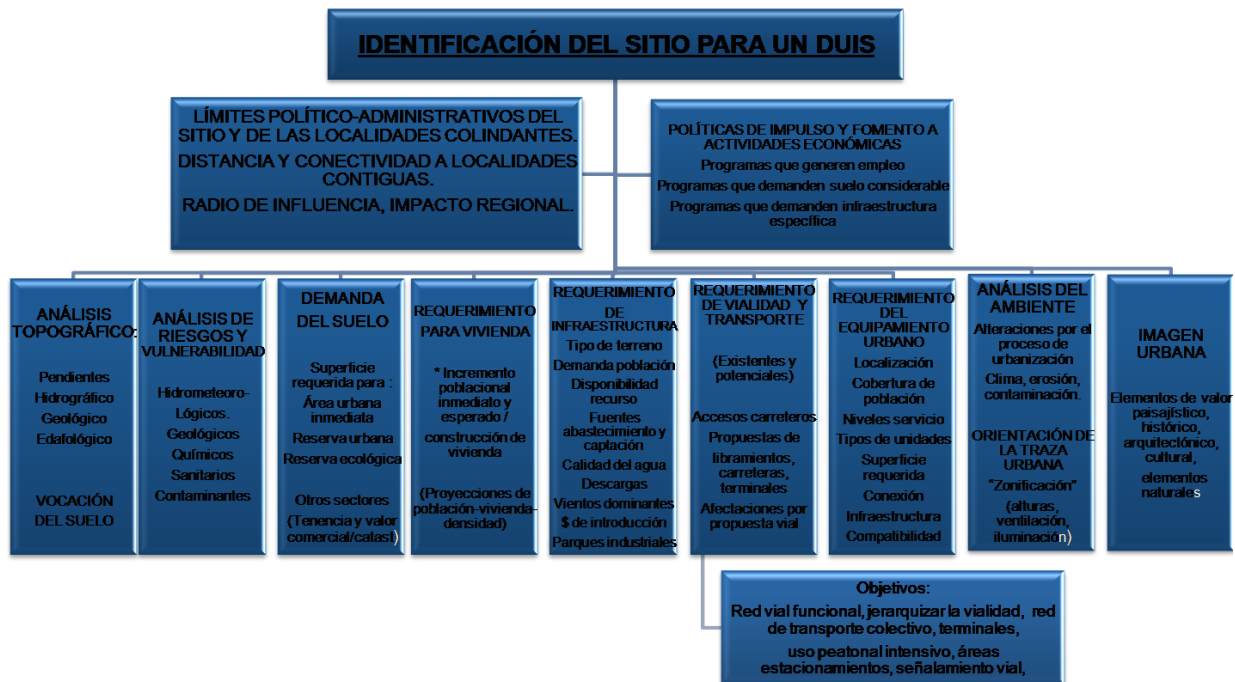 IDENTIFICACIÓN DEL SITIO PARA UN DUIS
LÍMITES POLÍTICO-ADMINISTRATIVOS DEL
SITIO Y DE LAS LOCALIDADES COLINDANTES.
DISTANCIA Y CONECTIVIDAD A LOCALIDADES
CONTIGUAS.
RADIO DE INFLUENCIA, IMPACTO REGIONAL.
POLÍTICAS DE IMPULSO Y FOMENTO A
ACTIVIDADES ECONÓMICAS
Programas que generen empleo
Programas que demanden suelo considerable
Programas que demanden infraestructura
específica
ANÁLISIS
TOPOGRÁFICO:
Pendientes
Hidrográfico
Geológico
Edafológico
VOCACIÓN
DEL SUELO
ANÁLISIS DE
RIESGOS Y
VULNERABILIDAD
Hidrometeoro-
Lógicos.
Geológicos
Químicos
Sanitarios
Contaminantes
DEMANDA
DEL SUELO
Superficie
requerida para :
Área urbana
inmediata
Reserva urbana
Reserva ecológica
Otros sectores
(Tenencia y valor
comercial/catast)
REQUERIMIENTO
PARA VIVIENDA
* Incremento
poblacional
inmediato y
esperado /
construcción de
vivienda
(Proyecciones de
población-vivienda-
densidad)
REQUERIMIENTO
DE
INFRAESTRUCTURA
Tipo de terreno
Demanda población
Disponibilidad
recurso
Fuentes
abastecimiento y
captación
Calidad del agua
Descargas
Vientos dominantes
$ de introducción
Parques industriales
REQUERIMIENTO
DE VIALIDAD Y
TRANSPORTE
(Existentes y
potenciales)
Accesos carreteros
Propuestas de
libramientos,
carreteras,
terminales
Afectaciones por
propuesta vial
REQUERIMIENTO
DEL
EQUIPAMIENTO
URBANO
Localización
Cobertura de
población
Niveles servicio
Tipos de unidades
Superficie
requerida
Conexión
Infraestructura
Compatibilidad
ANÁLISIS DEL
AMBIENTE
Alteraciones por el
proceso de
urbanización
Clima, erosión,
contaminación.
ORIENTACIÓN DE
LA TRAZA
URBANA
"Zonificación"
(alturas,
ventilación,
iluminación)
IMAGEN
URBANA
Elementos de valor
paisajístico,
histórico,
arquitectónico,
cultural,
elementos
naturales
Objetivos:
Red vial funcional, jerarquizar la vialidad, red
de transporte colectivo, terminales,
uso peatonal intensivo, áreas
estacionamientos, señalamiento vial,